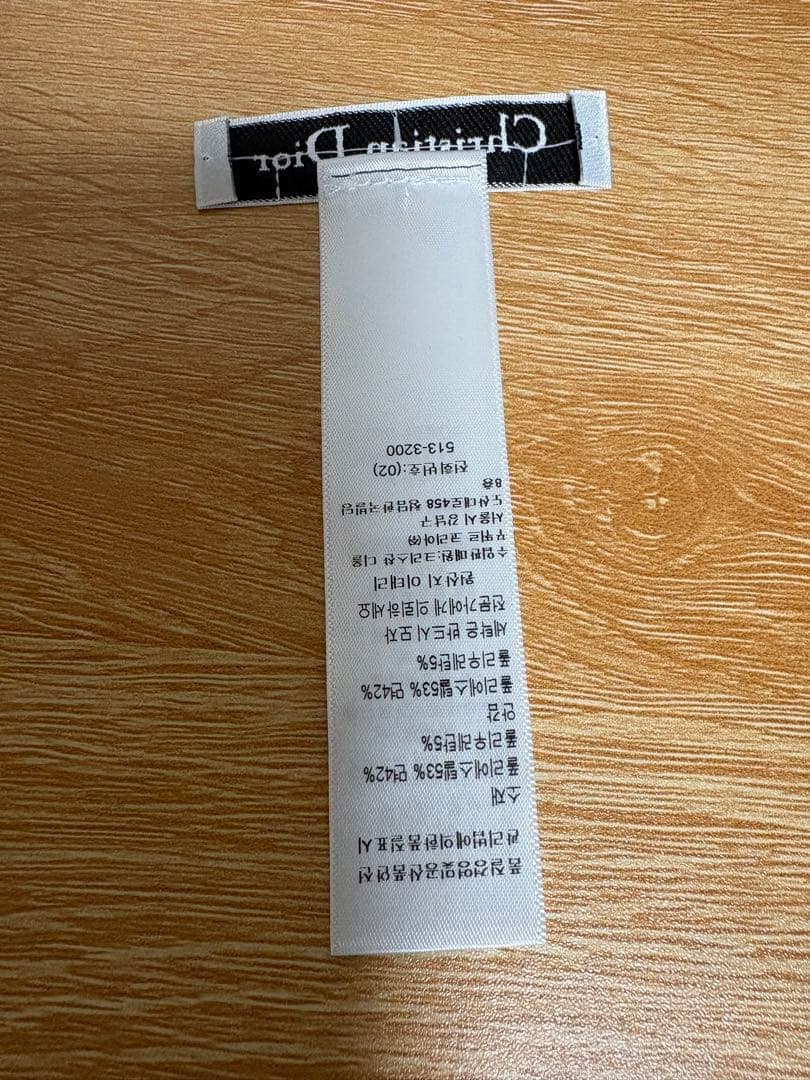 Christian Dior
품질경영및공산품안전
관리법에의한품질표시
소재
폴리에스텔53% 면42%
폴리우레탄5%
안감
폴리에스텔53% 면42%
폴리우레탄5%
세탁은 반드시 모자
전문가에게 의뢰하세요
원산지 이태리
수입판매원:크리스챤 디올
꾸뛰르 코리아㈜
서울시 강남구
도산대로458 청담한국빌딩
8층
전화번호:(02)
513-3200